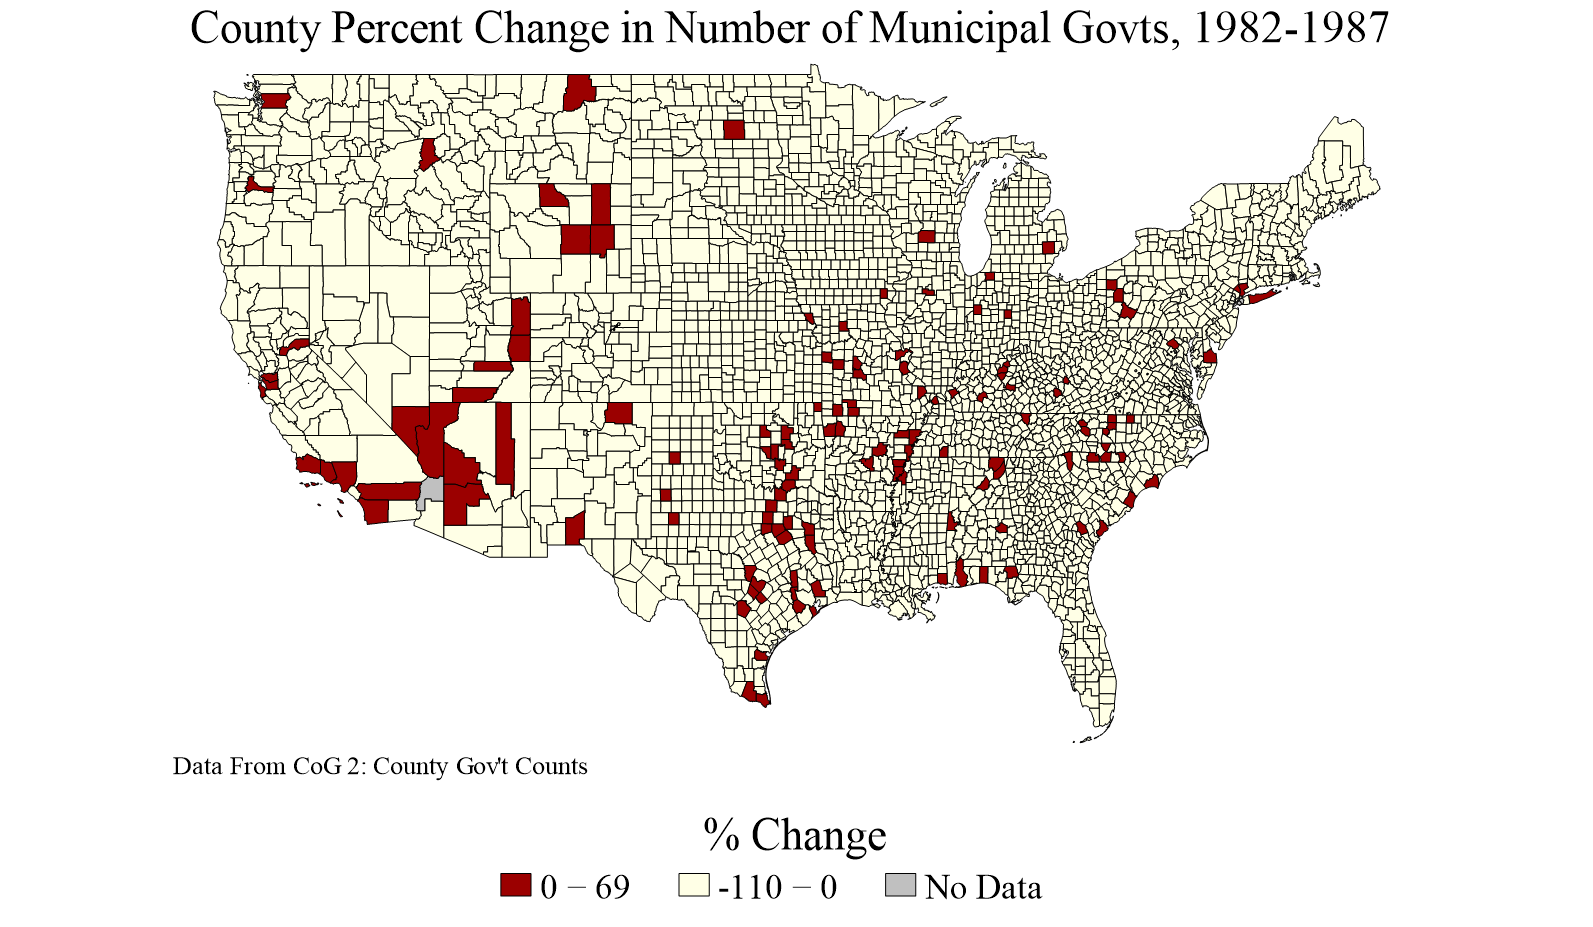 County Percent Change in Number of Municipal Govts, 1982-1987
Data From CoG 2: County Gov't Counts
% Change
0 − 69
-110 − 0
No Data